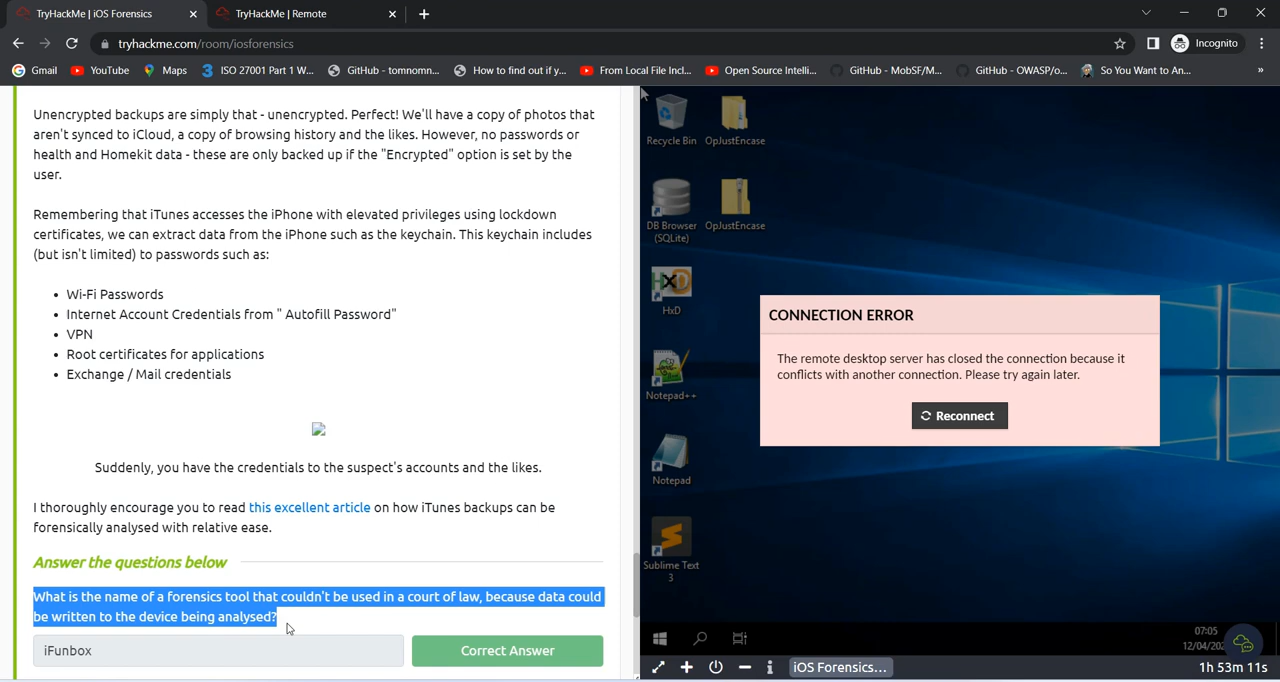 TryHackMe | iOS Forensics
TryHackMe | Remote
tryhackme.com/room/iosforensics
Incognito
Gmail
YouTube
Maps
ISO 27001 Part 1 W...
GitHub - tomnomn...
How to find out if y...
From Local File Incl...
Open Source Intelli...
GitHub - MobSF/M...
GitHub - OWASP/o...
So You Want to An...
»
Unencrypted backups are simply that - unencrypted. Perfect! We'll have a copy of photos that
aren't synced to iCloud, a copy of browsing history and the likes. However, no passwords or
health and Homekit data - these are only backed up if the "Encrypted" option is set by the
user.
Remembering that iTunes accesses the iPhone with elevated privileges using lockdown
certificates, we can extract data from the iPhone such as the keychain. This keychain includes
(but isn't limited) to passwords such as:
• Wi-Fi Passwords
• Internet Account Credentials from " Autofill Password"
• VPN
• Root certificates for applications
• Exchange / Mail credentials
Suddenly, you have the credentials to the suspect's accounts and the likes.
I thoroughly encourage you to read this excellent article on how iTunes backups can be
forensically analysed with relative ease.
Answer the questions below
What is the name of a forensics tool that couldn't be used in a court of law, because data could
be written to the device being analysed?
iFunbox
Correct Answer
Recycle Bin
OpJustEncase
DB Browser
(SQLite)
OpJustEncase
HxD
Notepad++
Notepad
Sublime Text
3
CONNECTION ERROR
The remote desktop server has closed the connection because it
conflicts with another connection. Please try again later.
Reconnect
07:05
12/04/202
iOS Forensics...
1h 53m 11s